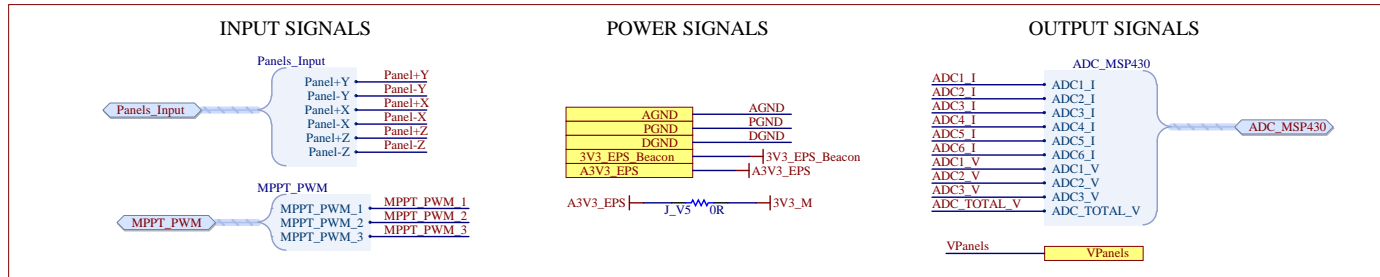 INPUT SIGNALS
Panels_Input
Panels_Input
Panel+Y Panel+Y
Panel-Y Panel-Y
Panel+X Panel+X
Panel-X Panel-X
Panel+Z Panel+Z
Panel-Z Panel-Z
MPPT_PWM
MPPT_PWM
MPPT_PWM_1 MPPT_PWM_1
MPPT_PWM_2 MPPT_PWM_2
MPPT_PWM_3 MPPT_PWM_3
POWER SIGNALS
AGND AGND
PGND PGND
DGND DGND
3V3_EPS_Beacon 3V3_EPS_Beacon
A3V3_EPS A3V3_EPS
A3V3_EPS J_V5 0R 3V3_M
OUTPUT SIGNALS
ADC_MSP430
ADC1_I ADC1_I
ADC2_I ADC2_I
ADC3_I ADC3_I
ADC4_I ADC4_I
ADC5_I ADC5_I
ADC6_I ADC6_I
ADC1_V ADC1_V
ADC2_V ADC2_V
ADC3_V ADC3_V
ADC_TOTAL_V ADC_TOTAL_V
ADC_MSP430
VPanels VPanels